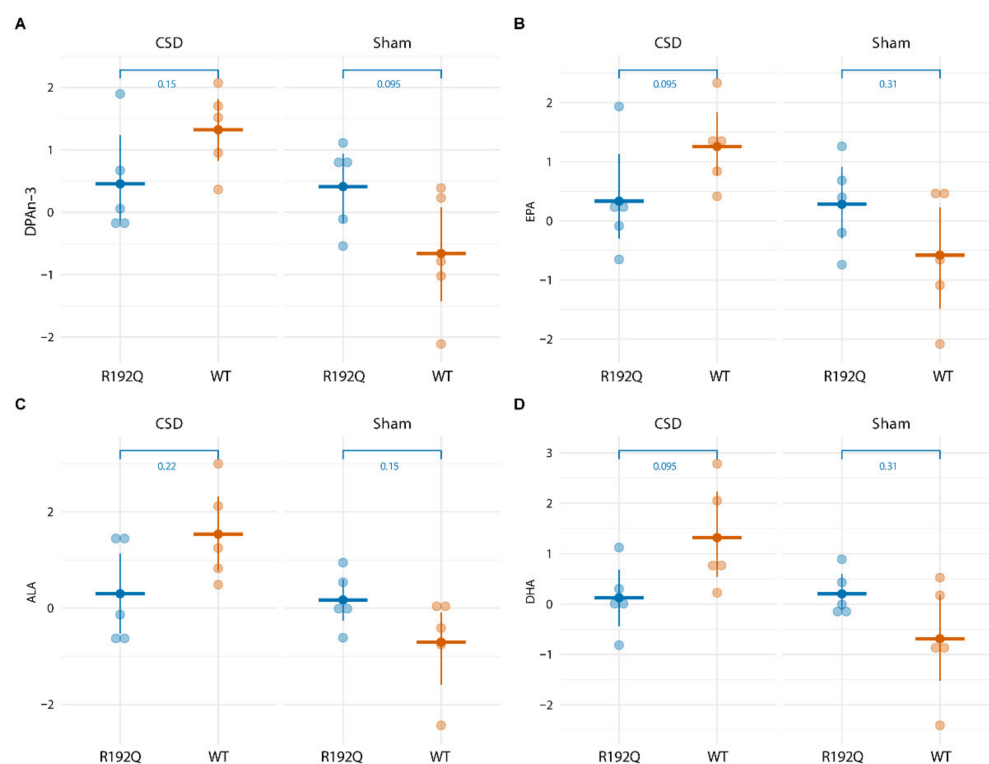 A
CSD
Sham
0.15
0.095
2
1
0
−1
−2
DPAn−3
R192Q
WT
R192Q
WT
B
CSD
Sham
0.095
0.31
2
1
0
−1
−2
EPA
R192Q
WT
R192Q
WT
C
CSD
Sham
0.22
0.15
2
0
−2
ALA
R192Q
WT
R192Q
WT
D
CSD
Sham
0.095
0.31
3
2
1
0
−1
−2
DHA
R192Q
WT
R192Q
WT